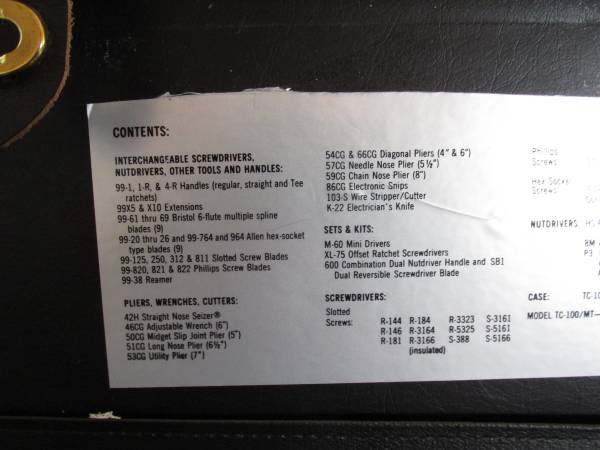 CONTENTS:
INTERCHANGEABLE SCREWDRIVERS,
NUTDRIVERS, OTHER TOOLS AND HANDLES:
99-1, 1-R, & 4-R Handles (regular, straight and Tee
ratchets)
99X5 & X10 Extensions
99-61 thru 69 Bristol 6-flute multiple spline
blades (9)
99-20 thru 26 and 99-764 and 964 Allen hex-socket
type blades (9)
99-125, 250, 312 & 811 Slotted Screw Blades
99-820, 821 & 822 Phillips Screw Blades
99-38 Reamer
PLIERS, WRENCHES, CUTTERS:
42H Straight Nose Seizer®
46CG Adjustable Wrench (6")
50CG Midget Slip Joint Plier (5")
51CG Long Nose Plier (6½")
53CG Utility Plier (7")
54CG & 66CG Diagonal Pliers (4" & 6")
57CG Needle Nose Plier (5½")
59CG Chain Nose Plier (8")
86CG Electronic Snips
103-S Wire Stripper/Cutter
K-22 Electrician's Knife
SETS & KITS:
M-60 Mini Drivers
XL-75 Offset Ratchet Screwdrivers
600 Combination Dual Nutdriver Handle and SB1
Dual Reversible Screwdriver Blade
SCREWDRIVERS:
Slotted
Screws: R-144 R-184 R-3323 S-3161
R-146 R-3164 R-5325 S-5161
R-181 R-3166 S-388 S-5166
(insulated)
Phillips
Screws
Hex Socket
Screws
NUTDRIVERS
8M
P3
CASE: TC-10
MODEL TC-100/MT-